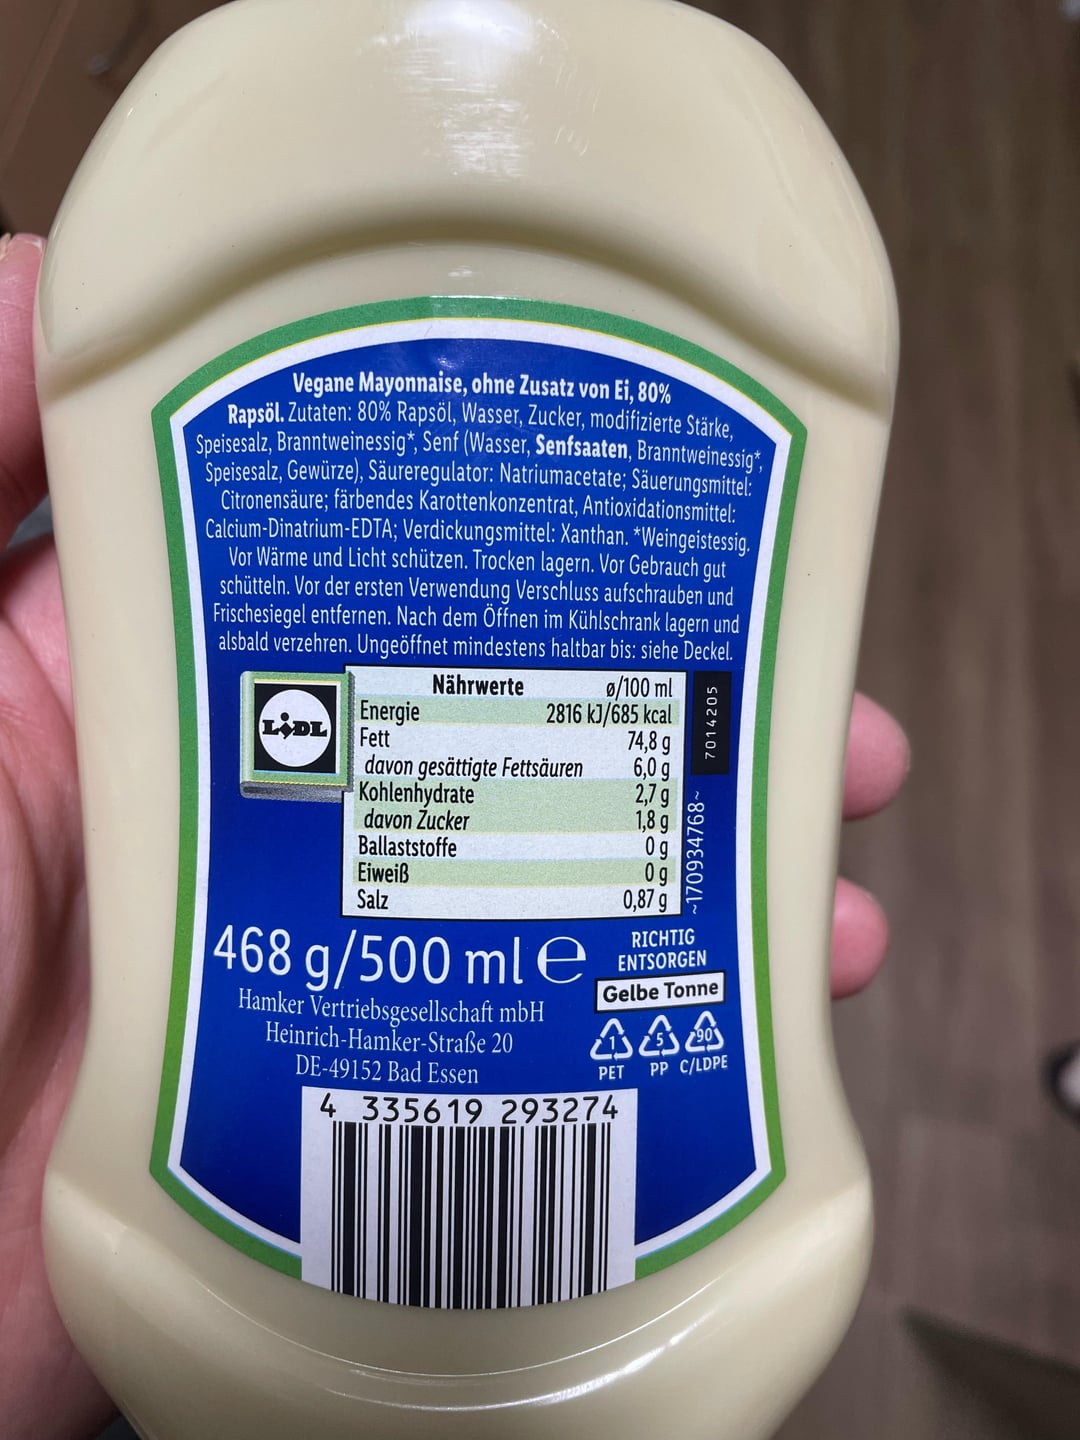 Vegane Mayonnaise, ohne Zusatz von Ei, 80%
Rapsöl. Zutaten: 80% Rapsöl, Wasser, Zucker, modifizierte Stärke,
Speisesalz, Branntweinessig*, Senf (Wasser, Senfsaaten, Branntweinessig*,
Speisesalz, Gewürze), Säureregulator: Natriumacetate; Säuerungsmittel:
Citronensäure; färbendes Karottenkonzentrat, Antioxidationsmittel:
Calcium-Dinatrium-EDTA; Verdickungsmittel: Xanthan. *Weingeistessig.
Vor Wärme und Licht schützen. Trocken lagern. Vor Gebrauch gut
schütteln. Vor der ersten Verwendung Verschluss aufschrauben und
Frischesiegel entfernen. Nach dem Öffnen im Kühlschrank lagern und
alsbald verzehren. Ungeöffnet mindestens haltbar bis: siehe Deckel.
LIDL
Nährwerte ø/100 ml
Energie 2816 kJ/685 kcal
Fett 74,8 g
davon gesättigte Fettsäuren 6,0 g
Kohlenhydrate 2,7 g
davon Zucker 1,8 g
Ballaststoffe 0 g
Eiweiß 0 g
Salz 0,87 g
7014205
~170934768~
468 g/500 ml e
RICHTIG
ENTSORGEN
Gelbe Tonne
1 5 90
PET PP C/LDPE
Hamker Vertriebsgesellschaft mbH
Heinrich-Hamker-Straße 20
DE-49152 Bad Essen
4 335619 293274